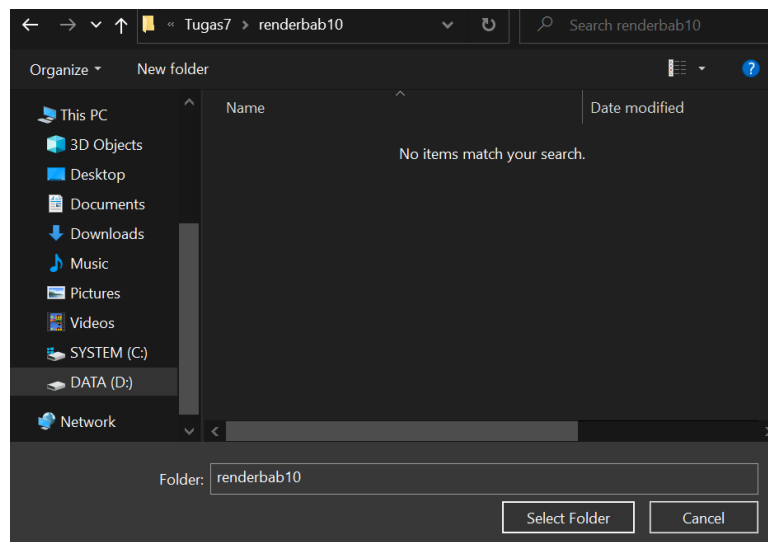 « Tugas7 > renderbab10
Search renderbab10
Organize
New folder
?
Name
Date modified
No items match your search.
This PC
3D Objects
Desktop
Documents
Downloads
Music
Pictures
Videos
SYSTEM (C:)
DATA (D:)
Network
Folder: renderbab10
Select Folder
Cancel